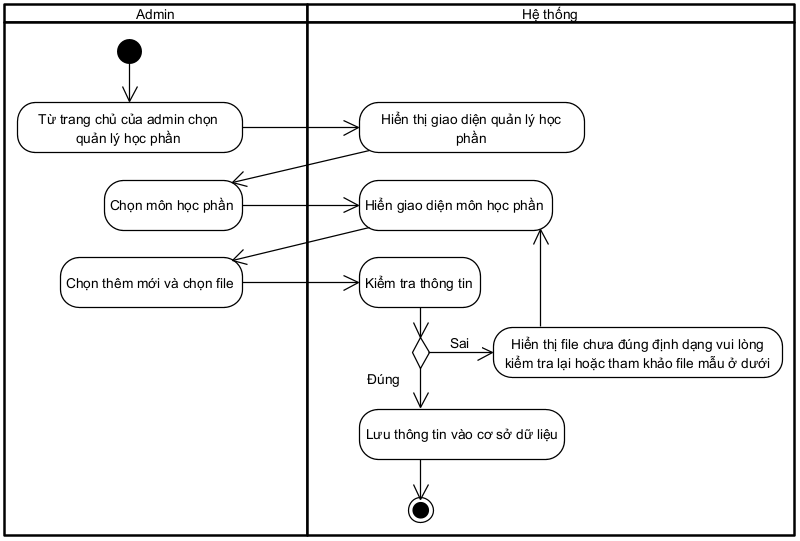 Admin
Hệ thống
Từ trang chủ của admin chọn
quản lý học phần
Hiển thị giao diện quản lý học
phần
Chọn môn học phần
Hiển giao diện môn học phần
Chọn thêm mới và chọn file
Kiểm tra thông tin
Sai
Hiển thị file chưa đúng định dạng vui lòng
kiểm tra lại hoặc tham khảo file mẫu ở dưới
Đúng
Lưu thông tin vào cơ sở dữ liệu